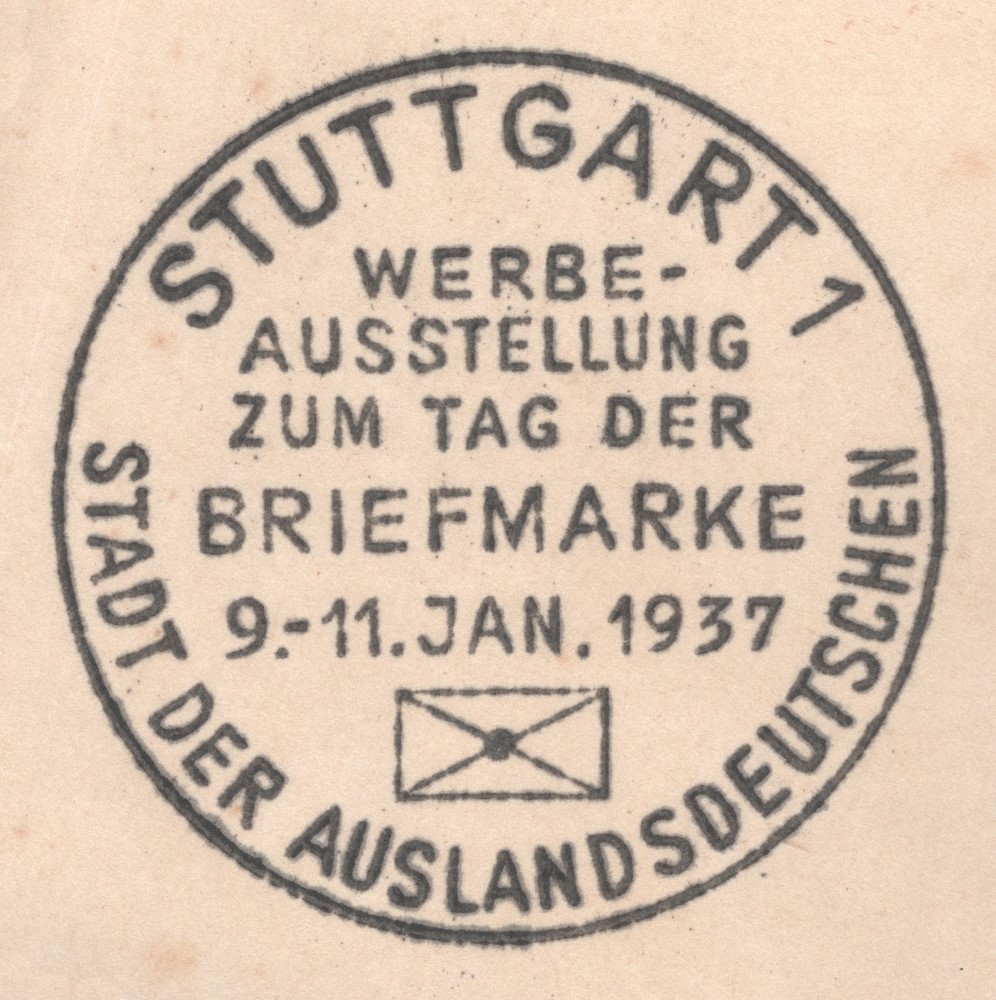 STUTTGART 1
WERBE-
AUSSTELLUNG
ZUM TAG DER
BRIEFMARKE
9.-11. JAN. 1937
STADT DER AUSLANDSDEUTSCHEN